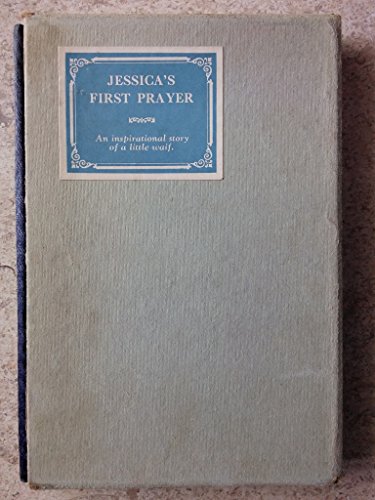 JESSICA'S
FIRST PRAYER
An inspirational story
of a little waif.